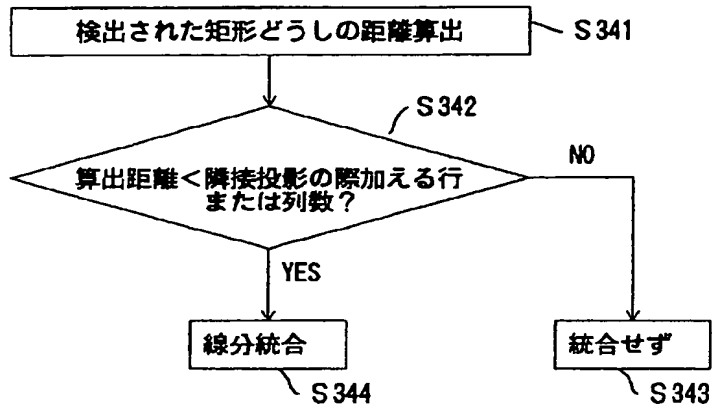 検出された矩形どうしの距離算出
S341
S342
算出距離＜隣接投影の際加える行
または列数？
NO
YES
線分統合
統合せず
S344
S343